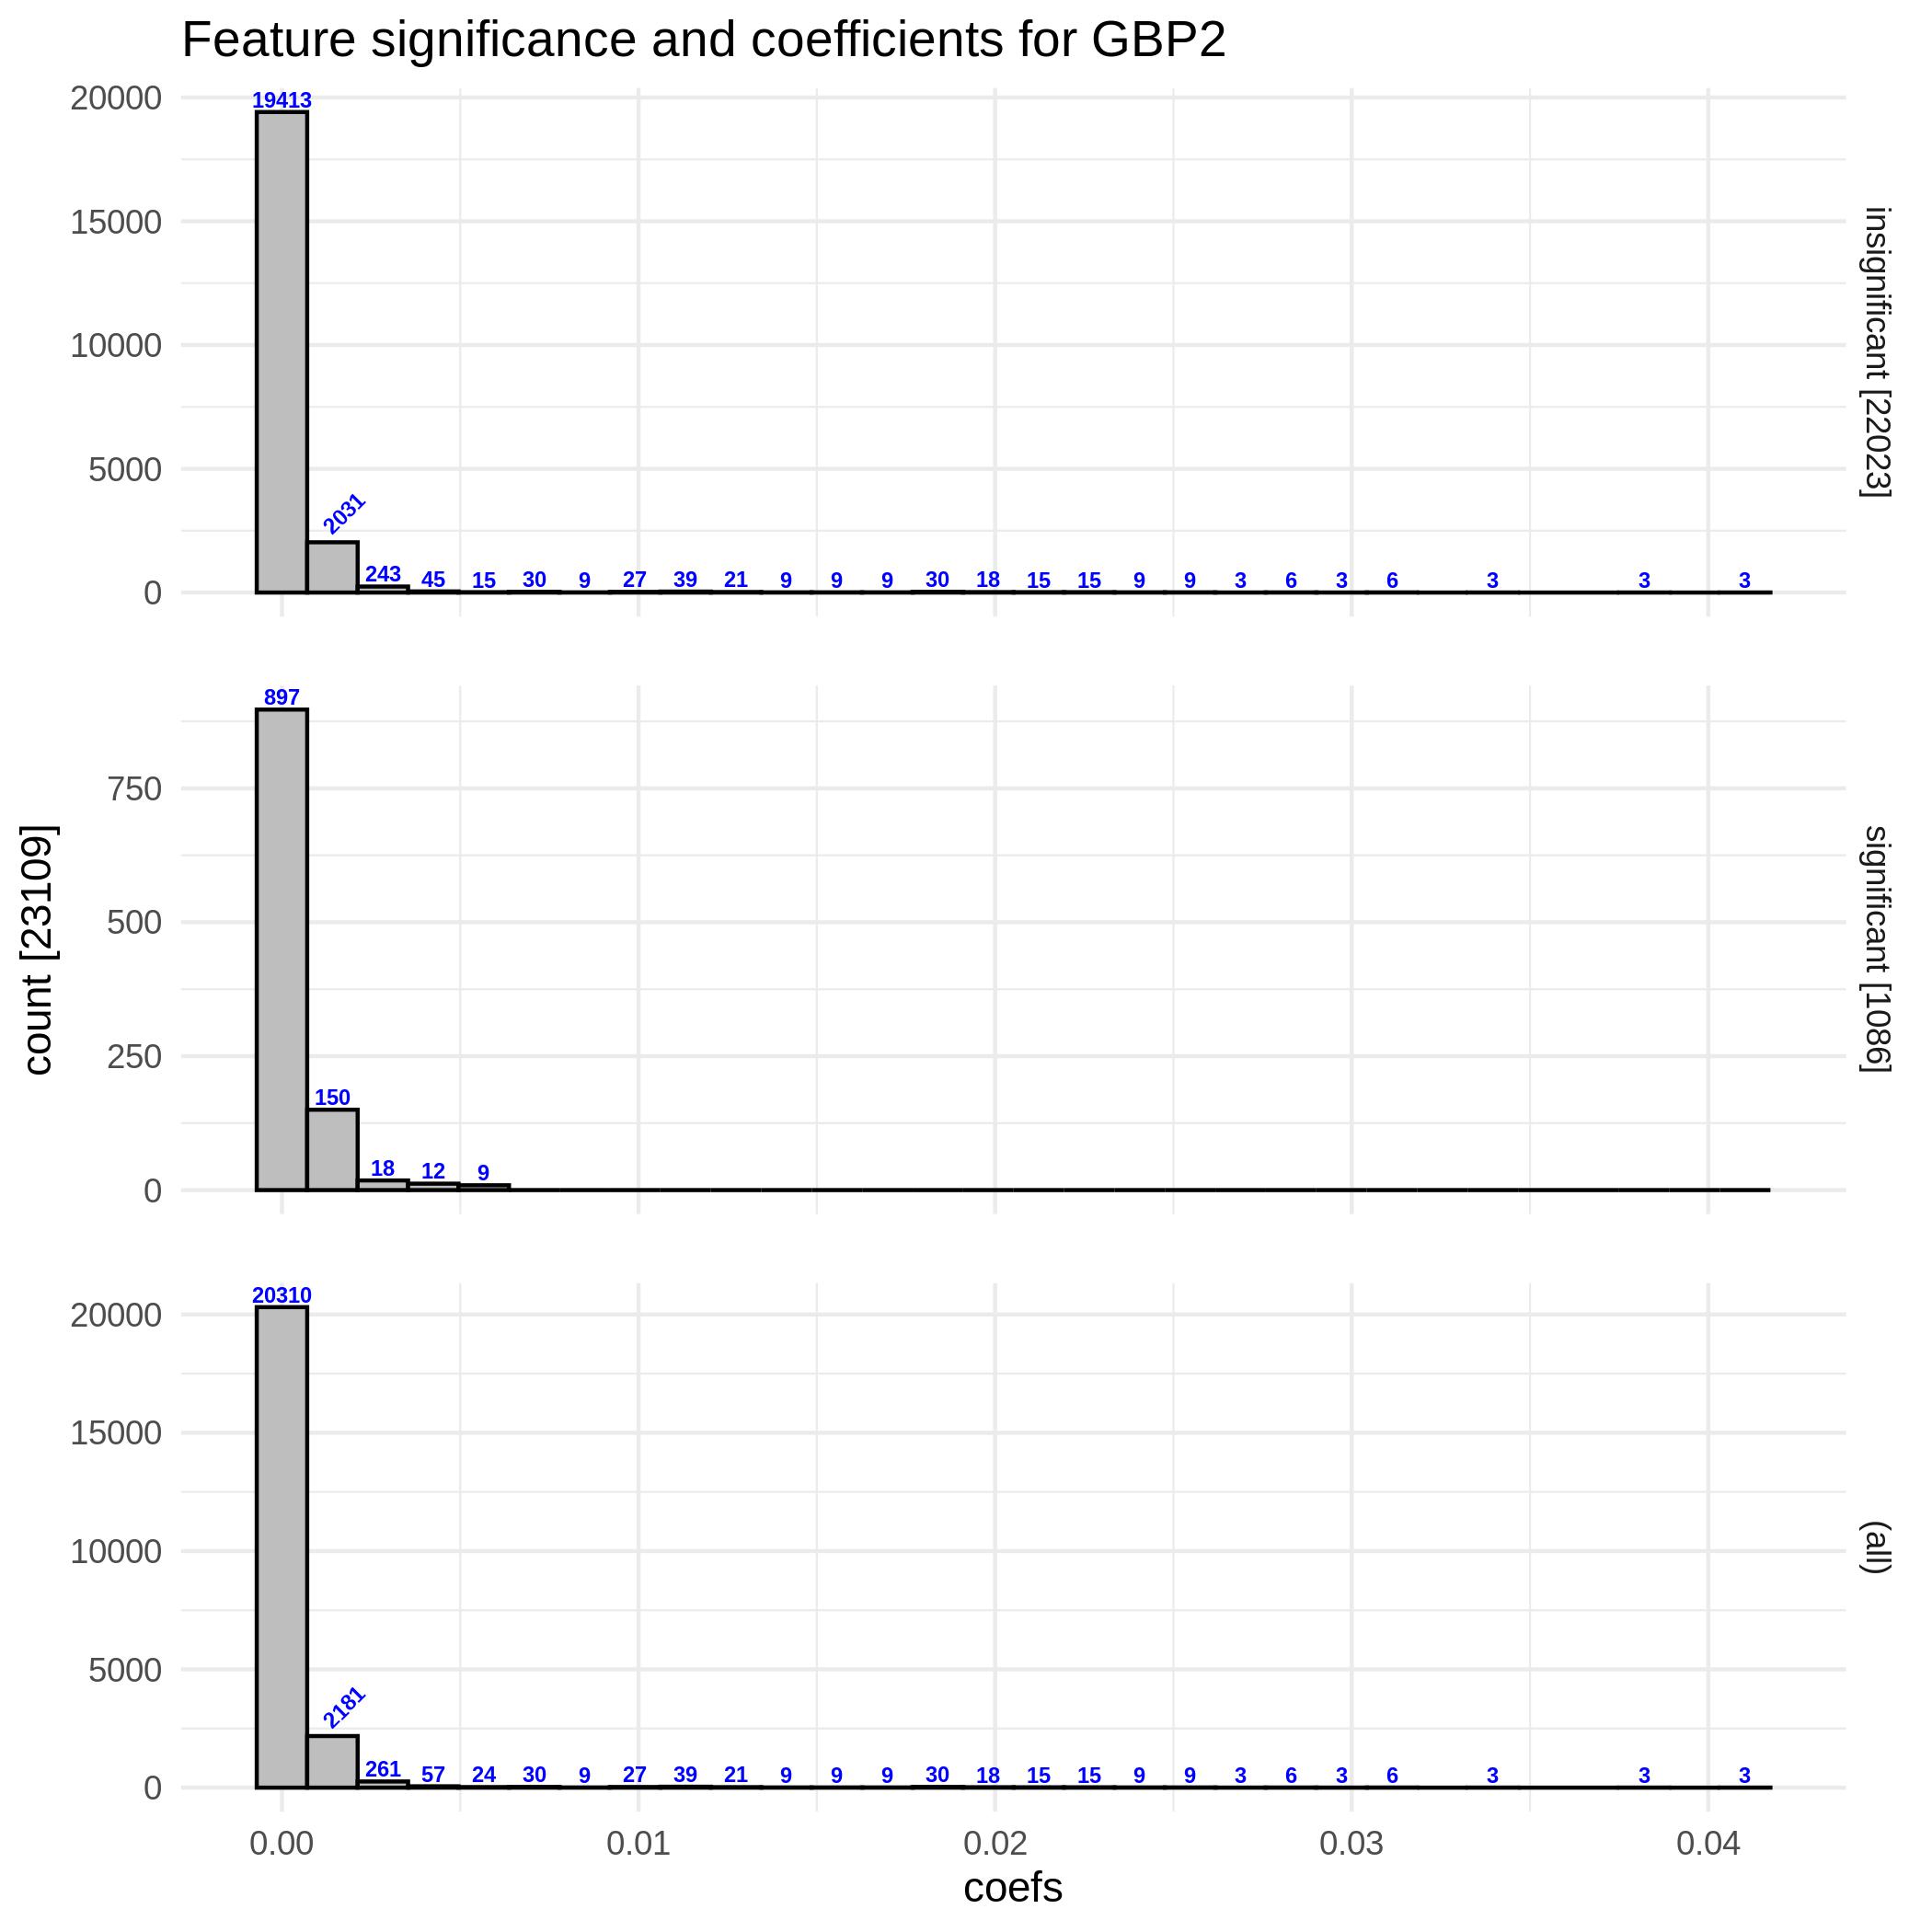 Feature significance and coefficients for GBP2
count [23109]
20000
15000
10000
5000
0
19413
2031
243 45 15 30 9 27 39 21 9 9 9 30 18 15 15 9 9 3 6 3 6 3 3 3
insignificant [22023]
750
500
250
0
897
150
18 12 9
significant [1086]
20000
15000
10000
5000
0
20310
2181
261 57 24 30 9 27 39 21 9 9 9 30 18 15 15 9 9 3 6 3 6 3 3 3
(all)
0.00 0.01 0.02 0.03 0.04
coefs